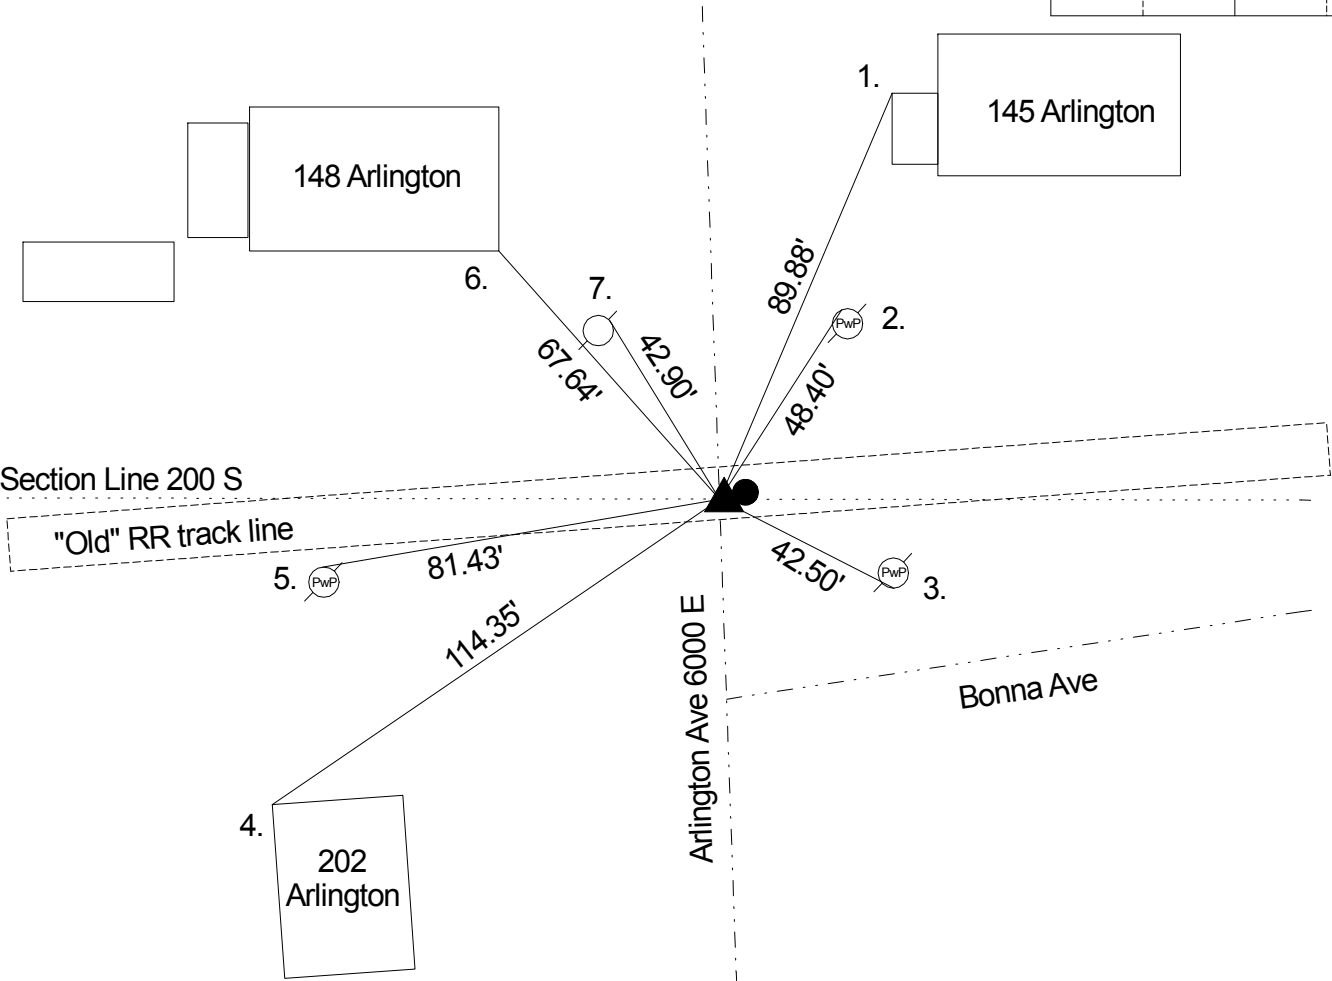 1.
145 Arlington
148 Arlington
6.
7.
89.88'
PwP
2.
67.64'
42.90'
48.40'
Section Line 200 S
"Old" RR track line
5.
PwP
81.43'
42.50'
PwP
3.
114.35'
Arlington Ave 6000 E
Bonna Ave
4.
202
Arlington